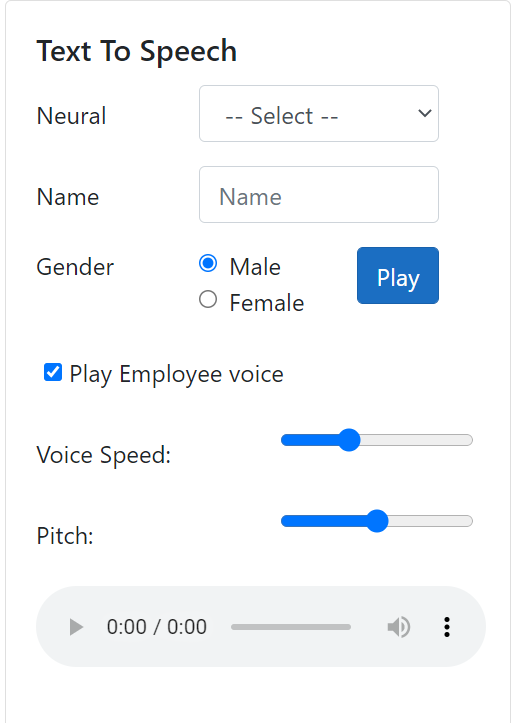 Text To Speech
Neural -- Select --
Name Name
Gender Male Play
Female
Play Employee voice
Voice Speed:
Pitch:
0:00 / 0:00